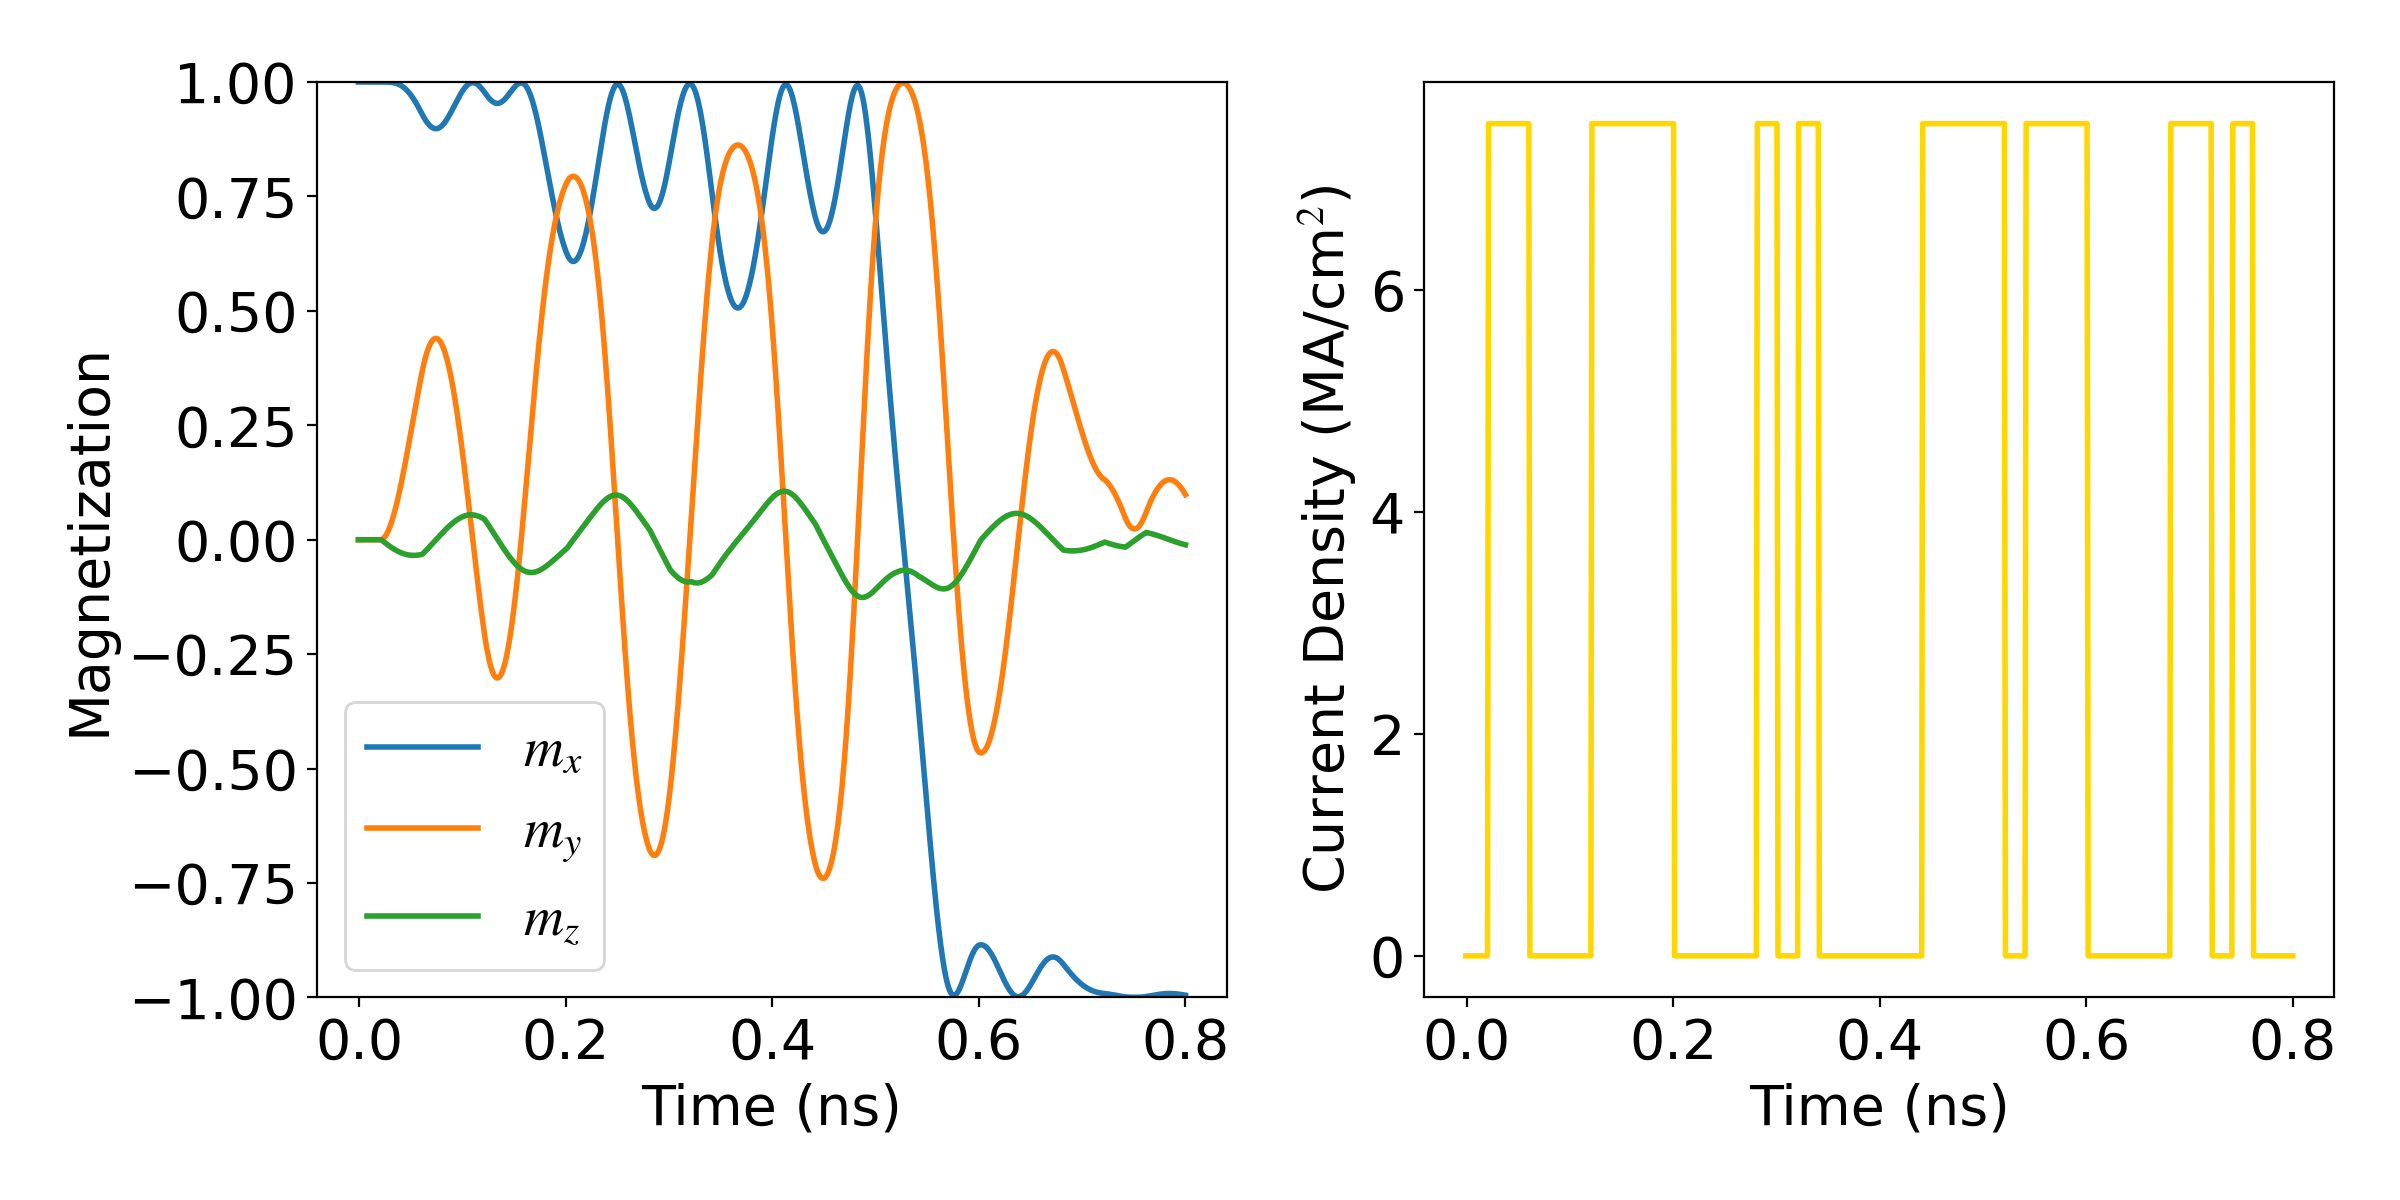 Magnetization
1.00
0.75
0.50
0.25
0.00
−0.25
−0.50
−0.75
−1.00
m_x
m_y
m_z
0.0 0.2 0.4 0.6 0.8
Time (ns)
Current Density (MA/cm²)
6
4
2
0
0.0 0.2 0.4 0.6 0.8
Time (ns)